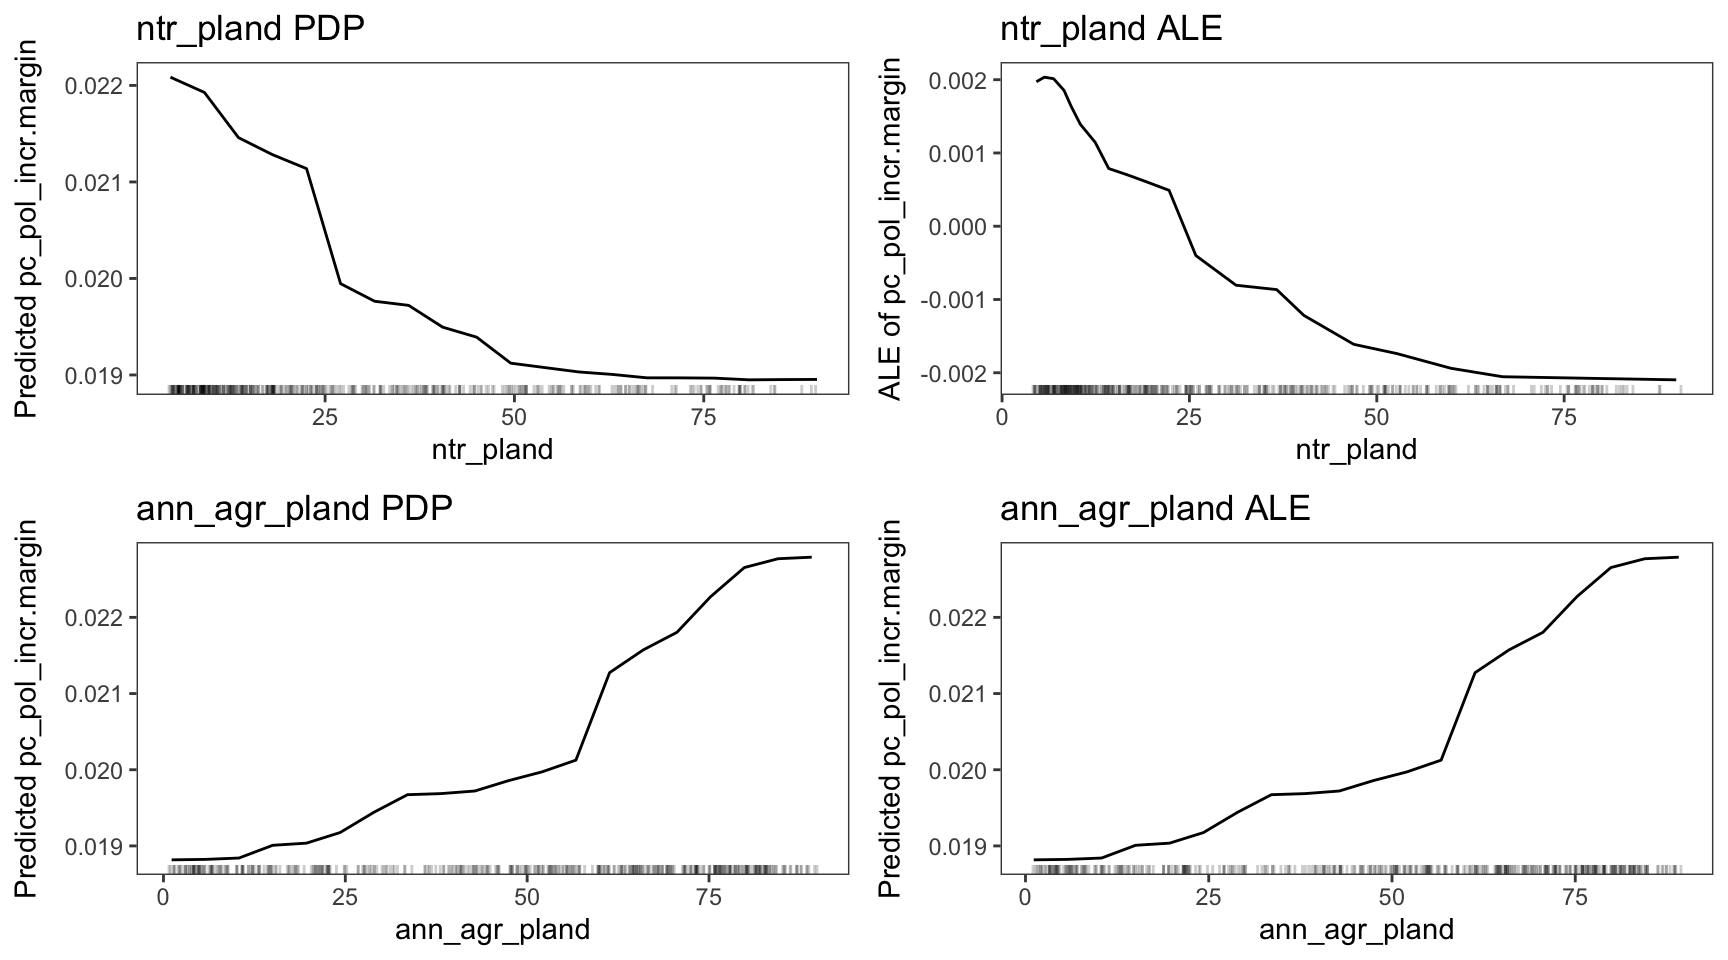 ntr_pland PDP
Predicted pc_pol_incr.margin
0.022
0.021
0.020
0.019
25 50 75
ntr_pland
ntr_pland ALE
ALE of pc_pol_incr.margin
0.002
0.001
0.000
-0.001
-0.002
0 25 50 75
ntr_pland
ann_agr_pland PDP
Predicted pc_pol_incr.margin
0.022
0.021
0.020
0.019
0 25 50 75
ann_agr_pland
ann_agr_pland ALE
Predicted pc_pol_incr.margin
0.022
0.021
0.020
0.019
0 25 50 75
ann_agr_pland